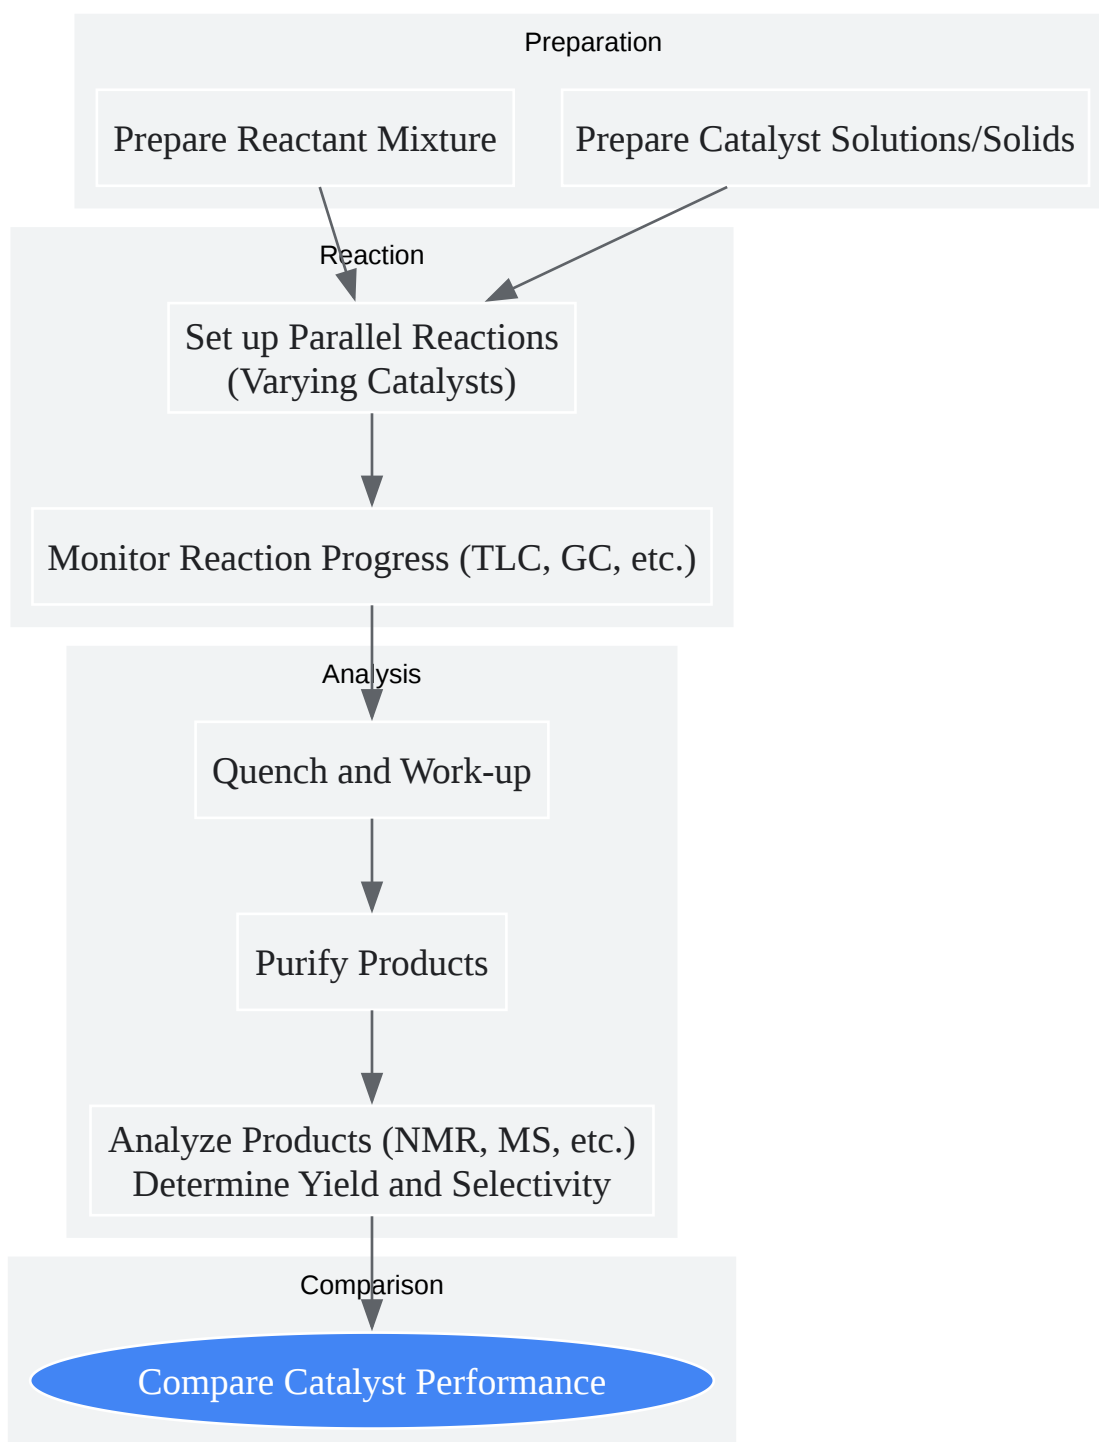 Preparation
Prepare Reactant Mixture
Prepare Catalyst Solutions/Solids
Reaction
Set up Parallel Reactions
(Varying Catalysts)
Monitor Reaction Progress (TLC, GC, etc.)
Analysis
Quench and Work-up
Purify Products
Analyze Products (NMR, MS, etc.)
Determine Yield and Selectivity
Comparison
Compare Catalyst Performance